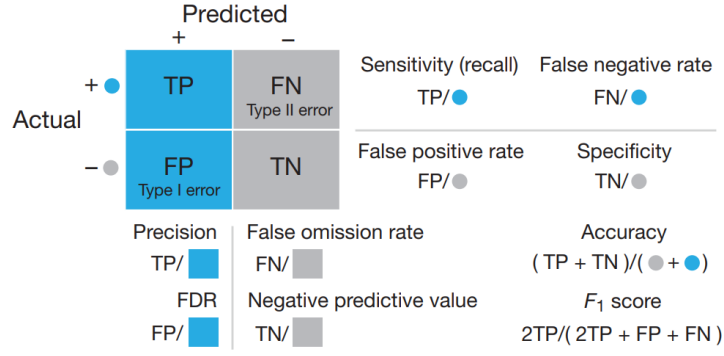 Predicted
+ −
+ TP FN
Type II error
Actual
− FP TN
Type I error
Sensitivity (recall) False negative rate
TP/ FN/
False positive rate Specificity
FP/ TN/
Precision False omission rate Accuracy
TP/ FN/ ( TP + TN )/( + )
FDR Negative predictive value F1 score
FP/ TN/ 2TP/( 2TP + FP + FN )